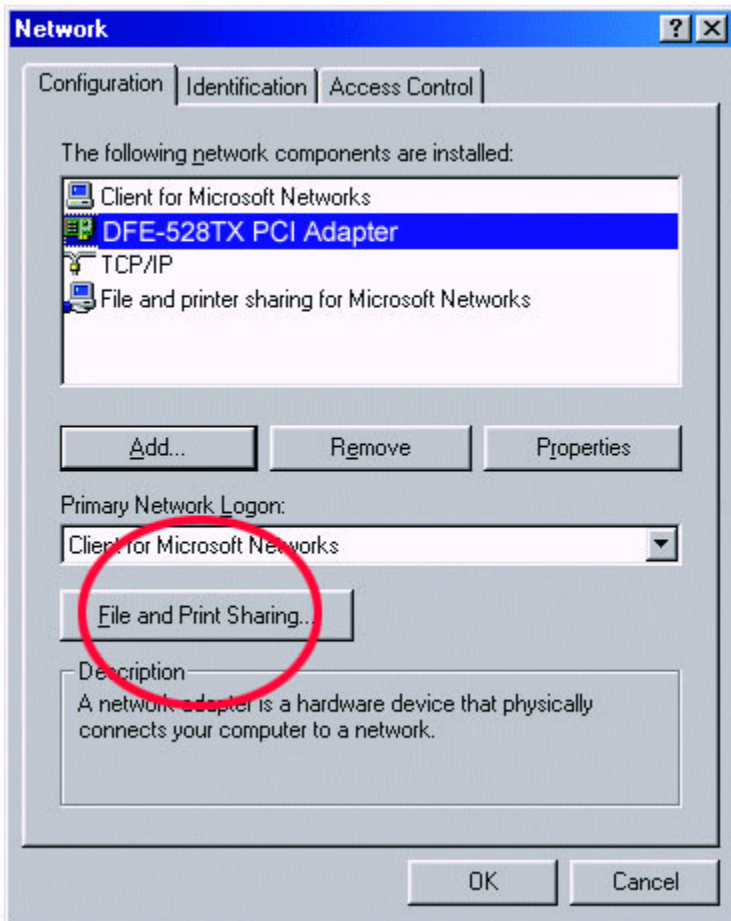 Network
Configuration Identification Access Control
The following network components are installed:
Client for Microsoft Networks
DFE-528TX PCI Adapter
TCP/IP
File and printer sharing for Microsoft Networks
Add... Remove Properties
Primary Network Logon:
Client for Microsoft Networks
File and Print Sharing...
Description
A network adapter is a hardware device that physically
connects your computer to a network.
OK Cancel